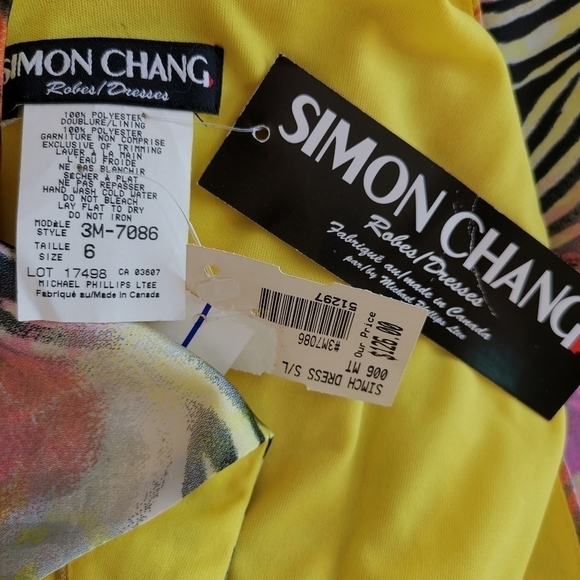 SIMON CHANG
Robes/Dresses
100% POLYESTER
DOUBLURE/LINING
100% POLYESTER
GARNITURE NON COMPRISE
EXCLUSIVE OF TRIMMING
LAVER À LA MAIN
L'EAU FROIDE
NE PAS BLANCHIR
SÉCHER À PLAT
NE PAS REPASSER
HAND WASH COLD WATER
DO NOT BLEACH
LAY FLAT TO DRY
DO NOT IRON
MODèLE
STYLE 3M-7086
TAILLE
SIZE 6
LOT 17498 CA 03607
MICHAEL PHILLIPS LTEE
Fabriqué au/Made in Canada
SIMON CHANG
Robes/Dresses
Fabriqué au/made in Canada
par/by Michael Phillips Ltée
51297
#3M7086
Our Price
$126.00
006 MT
SIMCH DRESS S/L